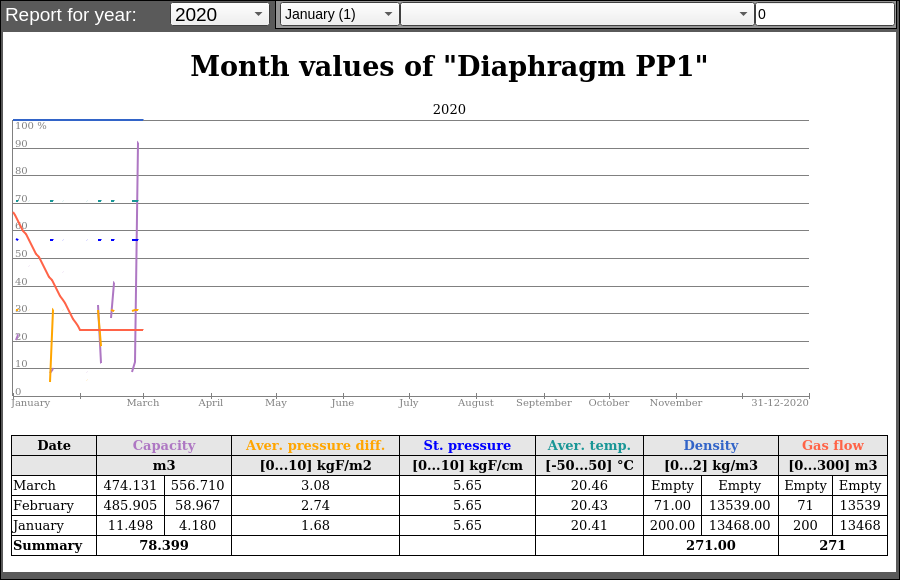 Report for year: 2020 January (1) 0
Month values of "Diaphragm PP1"
2020
100 %
90
80
70
60
50
40
30
20
10
0
January March April May June July August September October November 31-12-2020
Date Capacity Aver. pressure diff. St. pressure Aver. temp. Density Gas flow
m3 [0...10] kgF/m2 [0...10] kgF/cm [-50...50] °C [0...2] kg/m3 [0...300] m3
March 474.131 556.710 3.08 5.65 20.46 Empty Empty Empty Empty
February 485.905 58.967 2.74 5.65 20.43 71.00 13539.00 71 13539
January 11.498 4.180 1.68 5.65 20.41 200.00 13468.00 200 13468
Summary 78.399 271.00 271